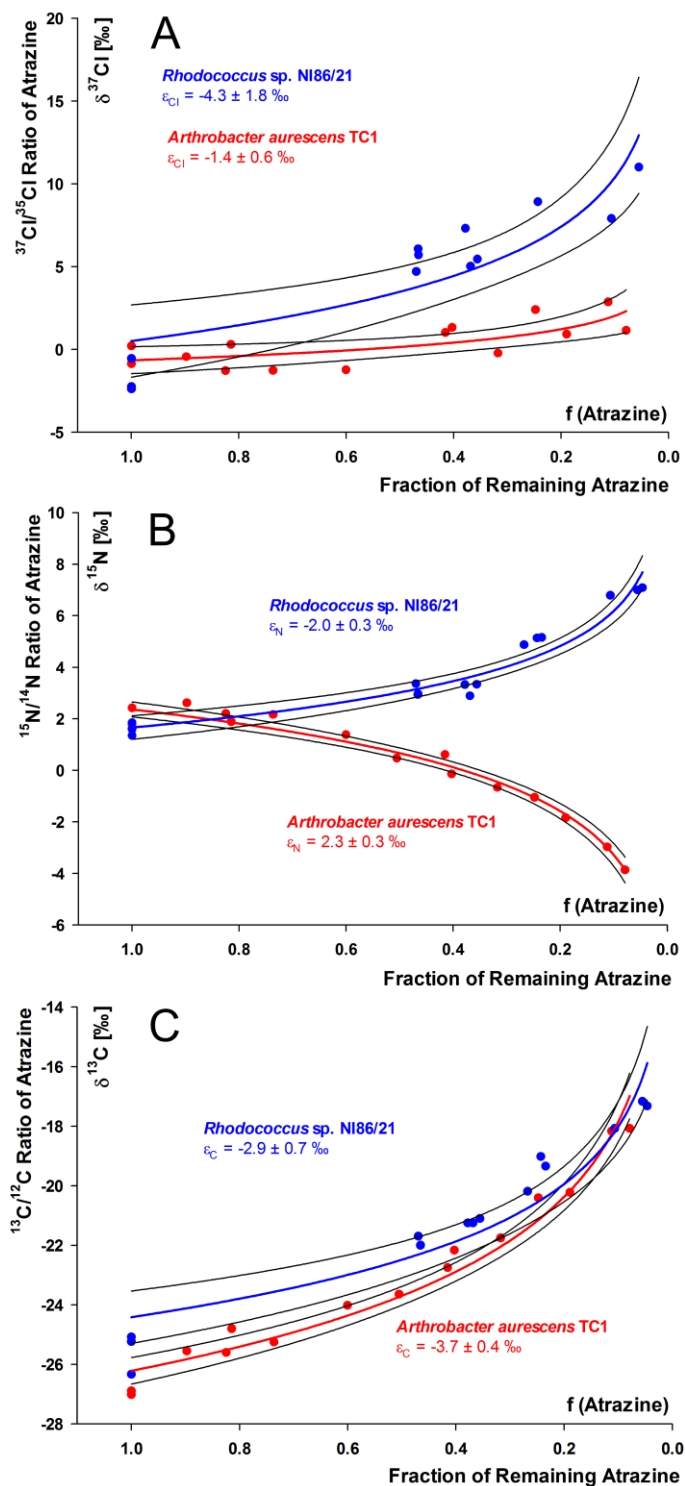 A
δ ³⁷Cl [‰]
³⁷Cl/³⁵Cl Ratio of Atrazine
Rhodococcus sp. NI86/21
εCl = -4.3 ± 1.8 ‰
Arthrobacter aurescens TC1
εCl = -1.4 ± 0.6 ‰
20
15
10
5
0
-5
f (Atrazine)
1.0 0.8 0.6 0.4 0.2 0.0
Fraction of Remaining Atrazine
B
δ ¹⁵N [‰]
¹⁵N/¹⁴N Ratio of Atrazine
Rhodococcus sp. NI86/21
εN = -2.0 ± 0.3 ‰
Arthrobacter aurescens TC1
εN = 2.3 ± 0.3 ‰
10
8
6
4
2
0
-2
-4
-6
f (Atrazine)
1.0 0.8 0.6 0.4 0.2 0.0
Fraction of Remaining Atrazine
C
δ ¹³C [‰]
¹³C/¹²C Ratio of Atrazine
Rhodococcus sp. NI86/21
εC = -2.9 ± 0.7 ‰
Arthrobacter aurescens TC1
εC = -3.7 ± 0.4 ‰
-14
-16
-18
-20
-22
-24
-26
-28
f (Atrazine)
1.0 0.8 0.6 0.4 0.2 0.0
Fraction of Remaining Atrazine